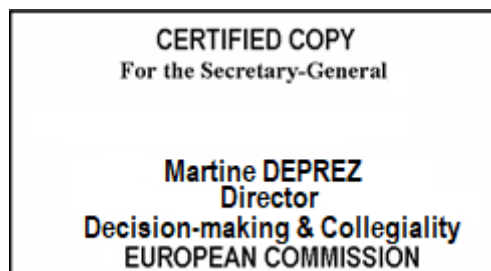 CERTIFIED COPY
For the Secretary-General
Martine DEPREZ
Director
Decision-making & Collegiality
EUROPEAN COMMISSION